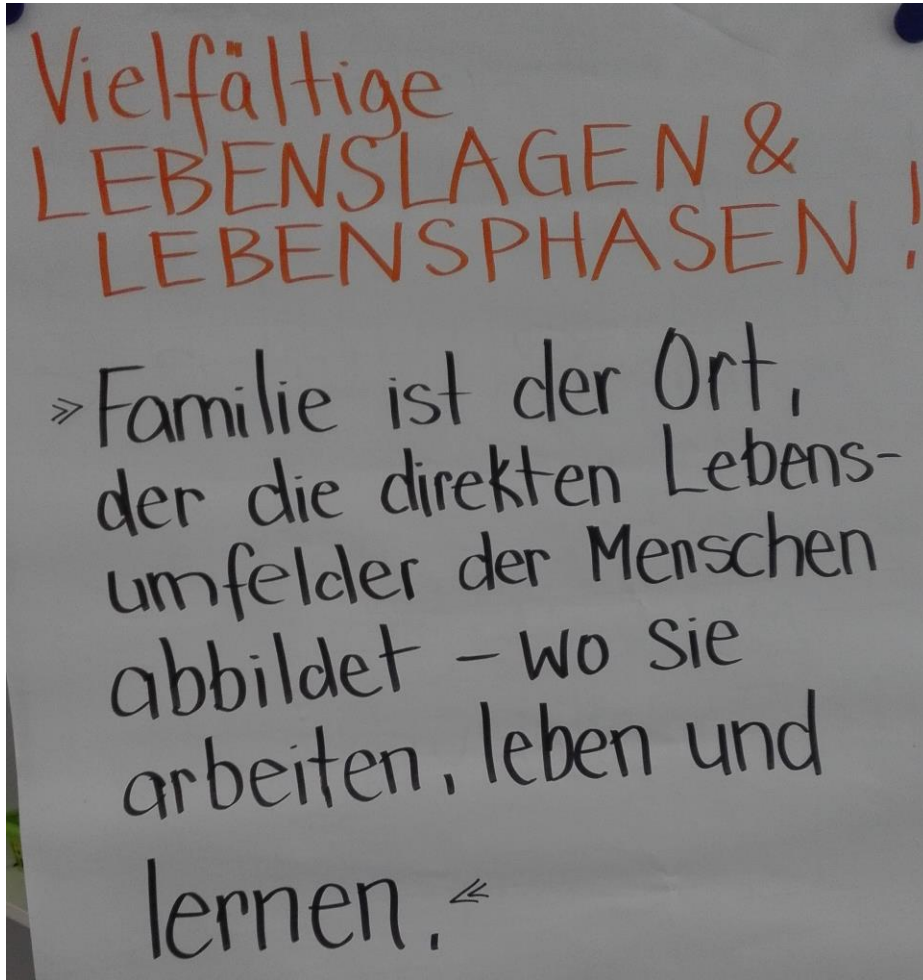 Vielfältige
LEBENSLAGEN &
LEBENSPHASEN !
»Familie ist der Ort,
der die direkten Lebens-
umfelder der Menschen
abbildet – wo sie
arbeiten, leben und
lernen.«